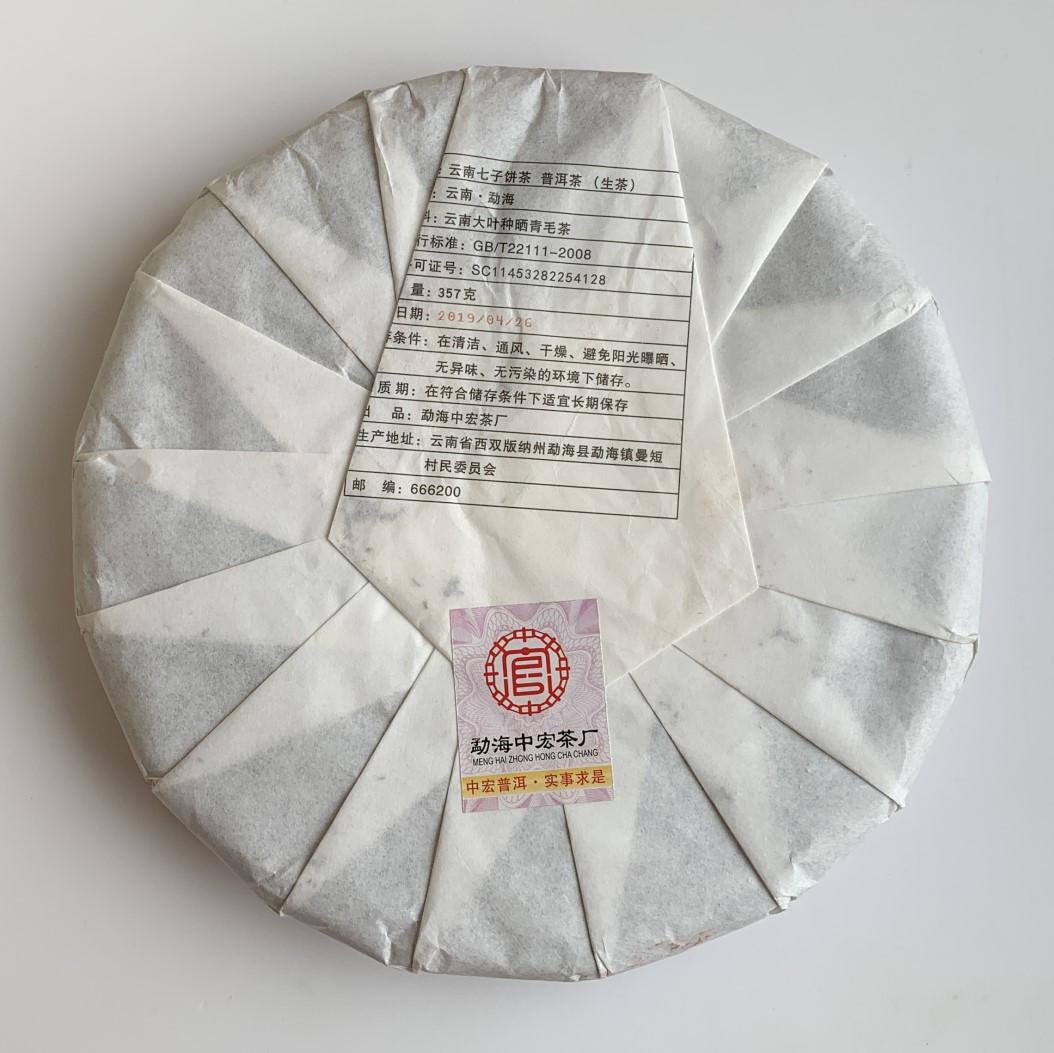 ：云南七子饼茶 普洱茶（生茶）
：云南·勐海
料：云南大叶种晒青毛茶
行标准：GB/T22111-2008
可证号：SC11453282254128
量：357克
日期：2019/04/26
存条件：在清洁、通风、干燥、避免阳光曝晒、
无异味、无污染的环境下储存。
质期：在符合储存条件下适宜长期保存
出 品：勐海中宏茶厂
生产地址：云南省西双版纳州勐海县勐海镇曼短
村民委员会
邮 编：666200
中
宫
中
勐海中宏茶厂
MENG HAI ZHONG HONG CHA CHANG
中宏普洱·实事求是